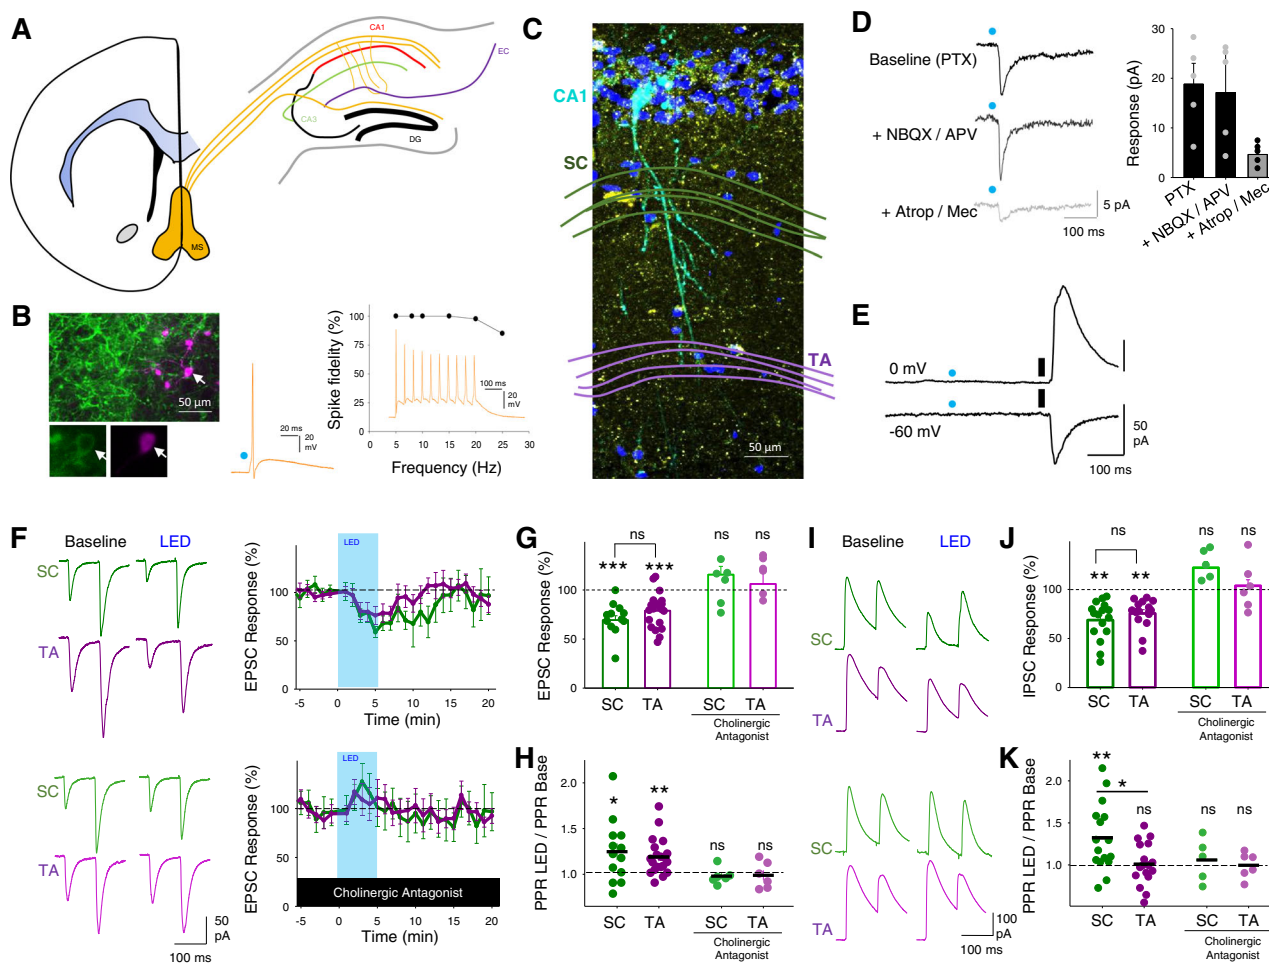 A
CA1
EC
CA3
DG
MS
B
50 μm
20 ms
20
mV
Spike fidelity (%)
100
75
50
25
0
100 ms
20
mV
0 5 10 15 20 25 30
Frequency (Hz)
C
CA1
SC
TA
50 μm
D
Baseline (PTX)
+ NBQX / APV
+ Atrop / Mec
5 pA
100 ms
Response (pA)
30
20
10
0
PTX
+ NBQX / APV
+ Atrop / Mec
E
0 mV
-60 mV
50
pA
100 ms
F
Baseline LED
SC
TA
EPSC Response (%)
LED
100
50
0
-5 0 5 10 15 20
Time (min)
SC
TA
50
pA
100 ms
EPSC Response (%)
LED
100
50
0
Cholinergic Antagonist
-5 0 5 10 15 20
Time (min)
G
EPSC Response (%)
100
50
0
ns
*** ***
ns ns
SC TA SC TA
Cholinergic
Antagonist
H
PPR LED / PPR Base
2.0
1.5
1.0
* **
ns ns
SC TA SC TA
Cholinergic
Antagonist
I
Baseline LED
SC
TA
SC
TA
100
pA
100 ms
J
IPSC Response (%)
100
50
0
ns
** **
ns ns
SC TA SC TA
Cholinergic
Antagonist
K
PPR LED / PPR Base
2.0
1.5
1.0
**
*
ns ns ns
SC TA SC TA
Cholinergic
Antagonist